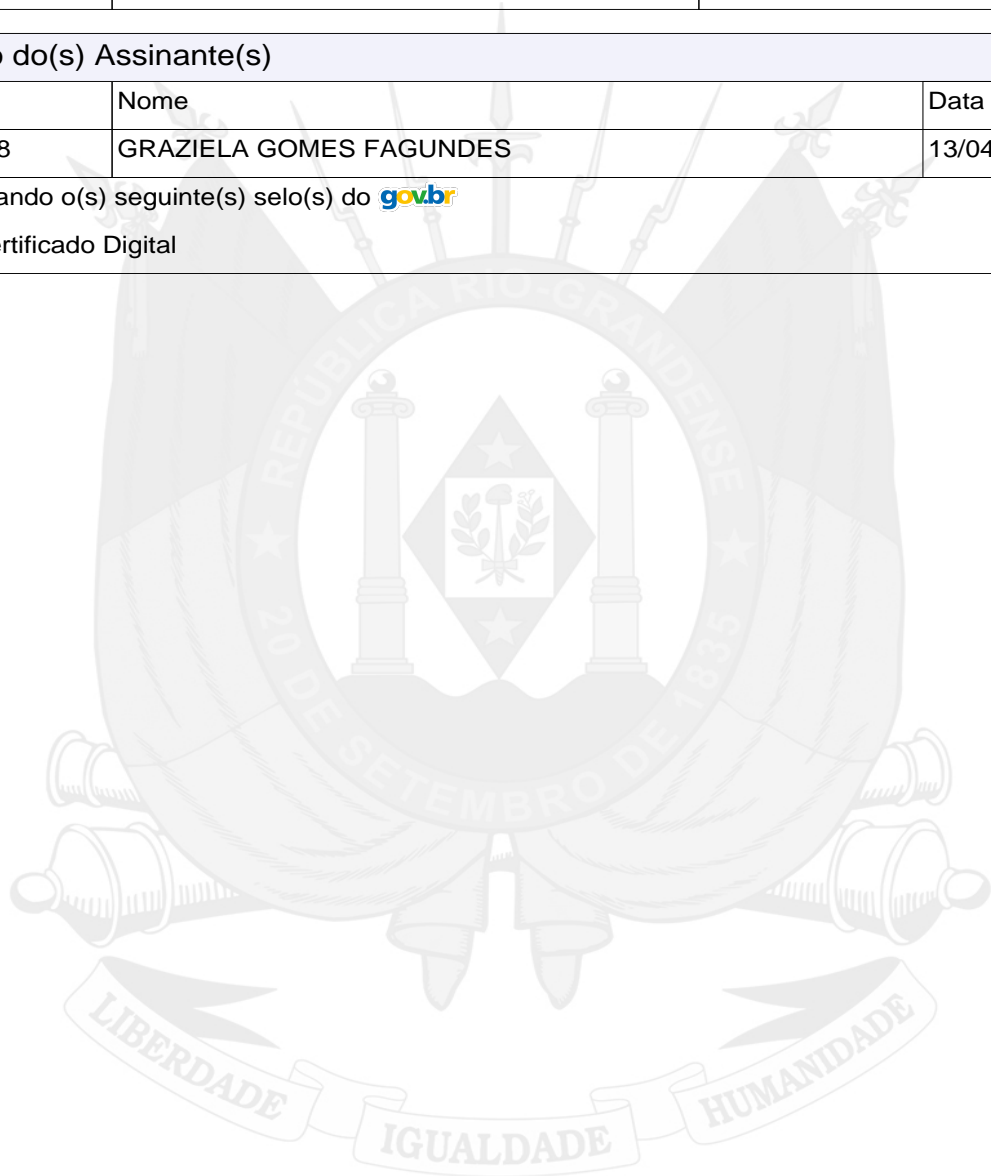 o do(s) Assinante(s)
Nome Data
8 GRAZIELA GOMES FAGUNDES 13/04
ando o(s) seguinte(s) selo(s) do gov.br
ertificado Digital
REPÚBLICA RIO-GRANDENSE
20 DE SETEMBRO DE 1835
LIBERDADE IGUALDADE HUMANIDADE